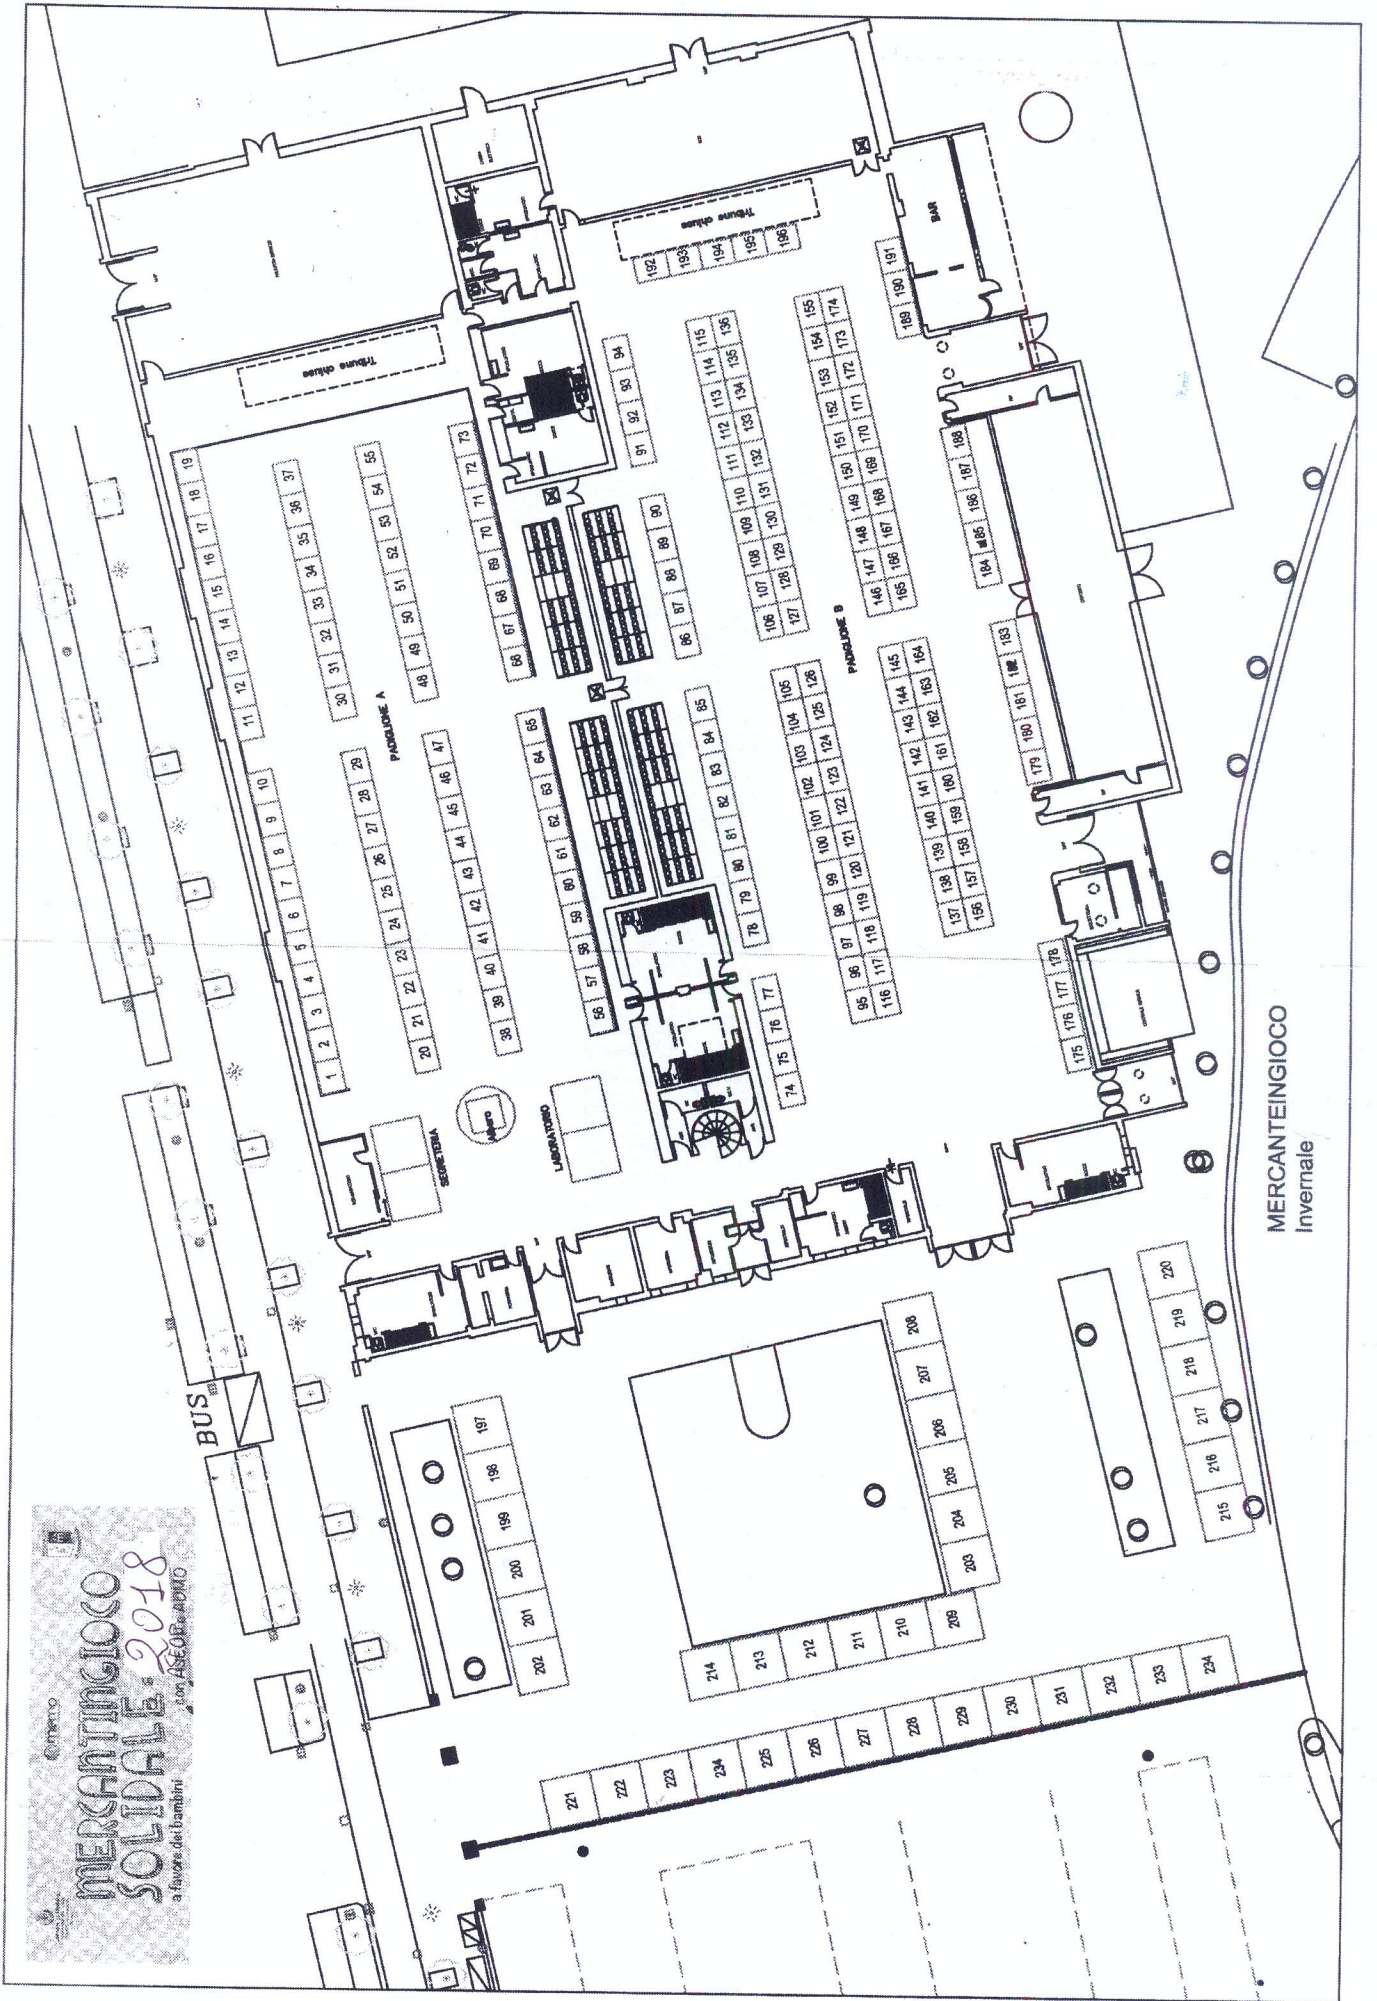 MERCANTINGIOCO
SOLIDALE 2018
a favore dei bambini con ASEOP e ADMO
BUS
MERCANTEINGIOCO
Invernale
PADIGLIONE A
1 2 3 4 5 6 7 8 9 10
11 12 13 14 15 16 17 18 19
20 21 22 23 24 25 26 27 28 29
30 31 32 33 34 35 36 37
38 39 40 41 42 43 44 45 46 47
48 49 50 51 52 53 54 55
56 57 58 59 60 61 62 63 64 65
66 67 68 69 70 71 72 73
Tribune chiuse
SEGRETERIA
Albero
LABORATORIO
PADIGLIONE B
74 75 76 77
78 79 80 81 82 83 84 85
86 87 88 89 90
91 92 93 94
95 96 97 98 99 100 101 102 103 104 105
116 117 118 119 120 121 122 123 124 125 126
106 107 108 109 110 111 112 113 114 115
127 128 129 130 131 132 133 134 135 136
137 138 139 140 141 142 143 144 145
156 157 158 159 160 161 162 163 164
146 147 148 149 150 151 152 153 154 155
165 166 167 168 169 170 171 172 173 174
175 176 177 178
179 180 181 182 183
184 185 186 187 188
189 190 191
BAR
192 193 194 195 196
Tribune chiuse
202 201 200 199 198 197
203 204 205 206 207 208
214 213 212 211 210 209
215 216 217 218 219 220
221 222 223 234 225 226 227 228 229 230 231 232 233 234